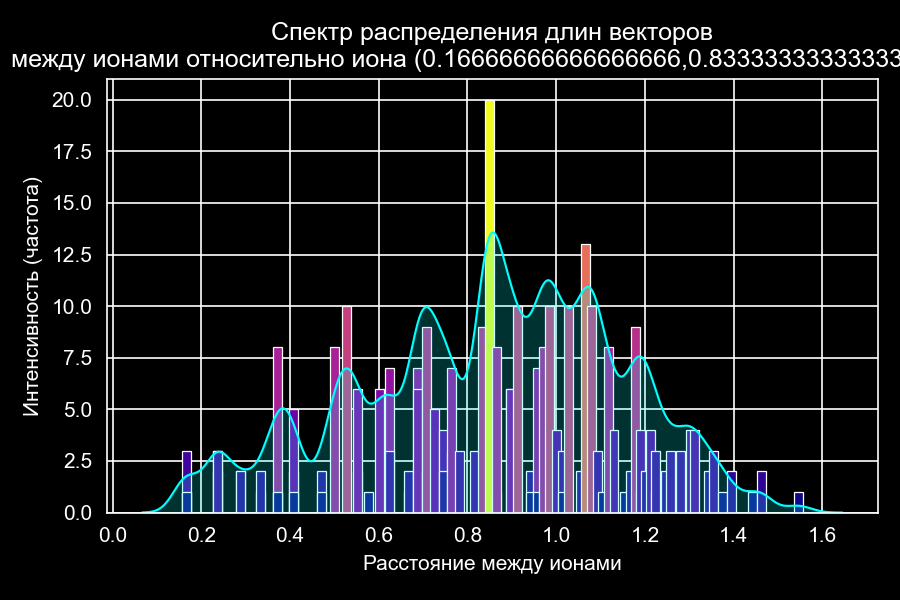 Спектр распределения длин векторов
между ионами относительно иона (0.16666666666666666,0.83333333333333
Интенсивность (частота)
20.0
17.5
15.0
12.5
10.0
7.5
5.0
2.5
0.0
0.0 0.2 0.4 0.6 0.8 1.0 1.2 1.4 1.6
Расстояние между ионами